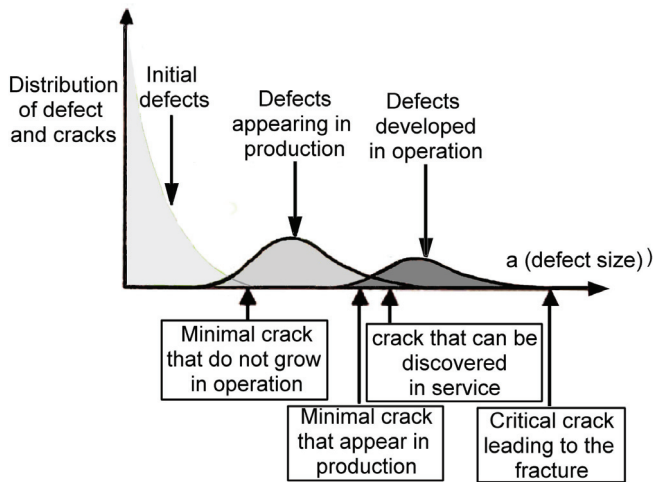 Distribution
of defect
and cracks
Initial
defects
Defects
appearing in
production
Defects
developed
in operation
a (defect size))
Minimal crack
that do not grow
in operation
crack that can be
discovered
in service
Minimal crack
that appear in
production
Critical crack
leading to the
fracture